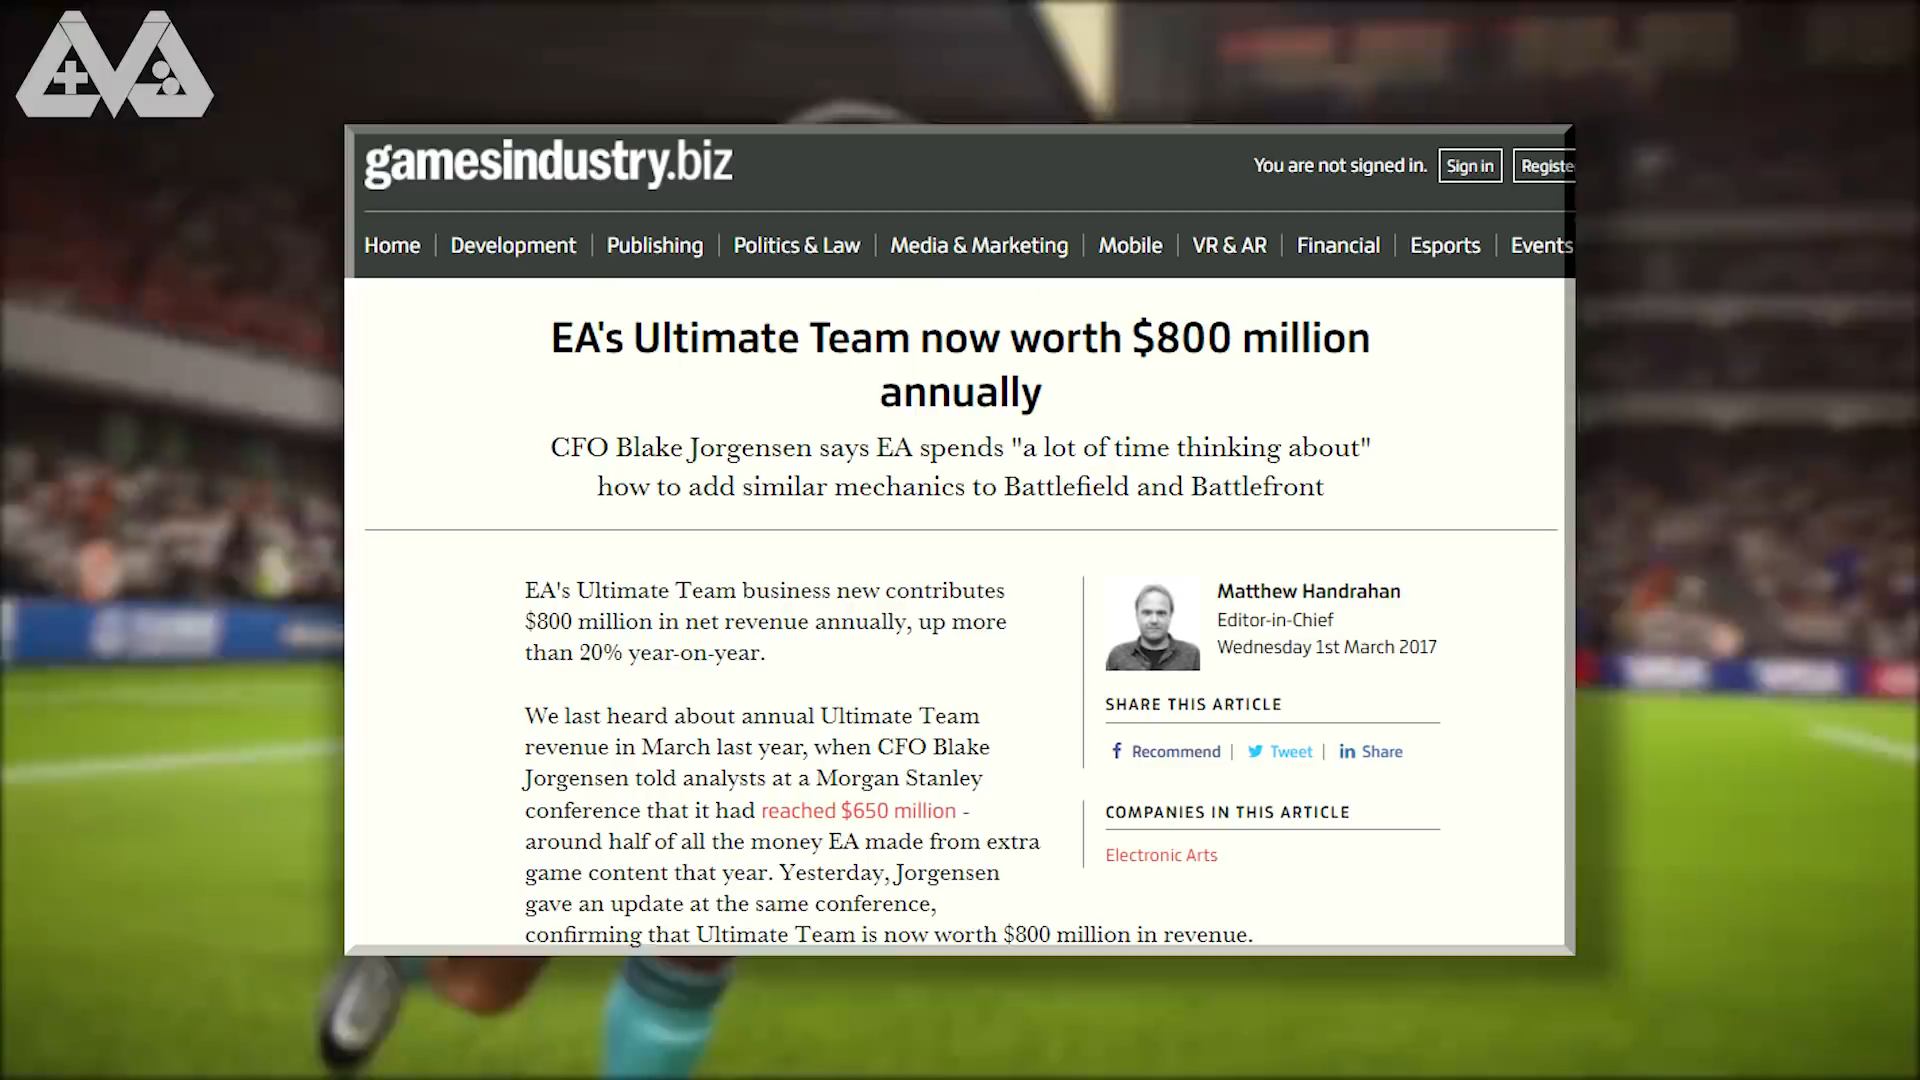 gamesindustry.biz
You are not signed in. Sign in Registe
Home Development Publishing Politics & Law Media & Marketing Mobile VR & AR Financial Esports Events
EA's Ultimate Team now worth $800 million
annually
CFO Blake Jorgensen says EA spends "a lot of time thinking about"
how to add similar mechanics to Battlefield and Battlefront
EA's Ultimate Team business new contributes
$800 million in net revenue annually, up more
than 20% year-on-year.
We last heard about annual Ultimate Team
revenue in March last year, when CFO Blake
Jorgensen told analysts at a Morgan Stanley
conference that it had reached $650 million -
around half of all the money EA made from extra
game content that year. Yesterday, Jorgensen
gave an update at the same conference,
confirming that Ultimate Team is now worth $800 million in revenue.
Matthew Handrahan
Editor-in-Chief
Wednesday 1st March 2017
SHARE THIS ARTICLE
Recommend Tweet Share
COMPANIES IN THIS ARTICLE
Electronic Arts